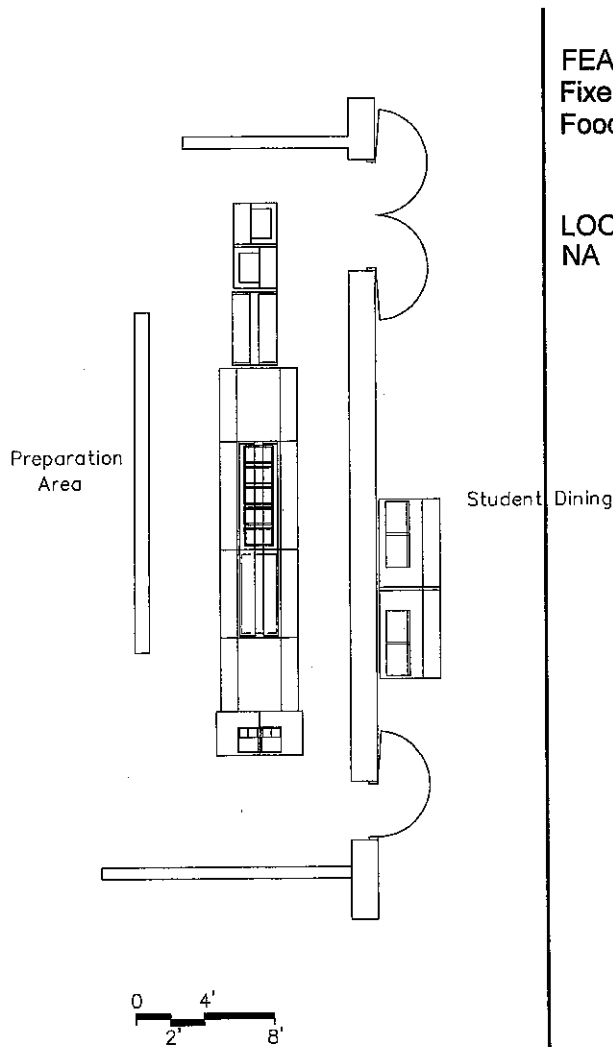 FEA
Fixe
Food
LOC
NA
Preparation
Area
Student Dining
0 4'
2' 8'